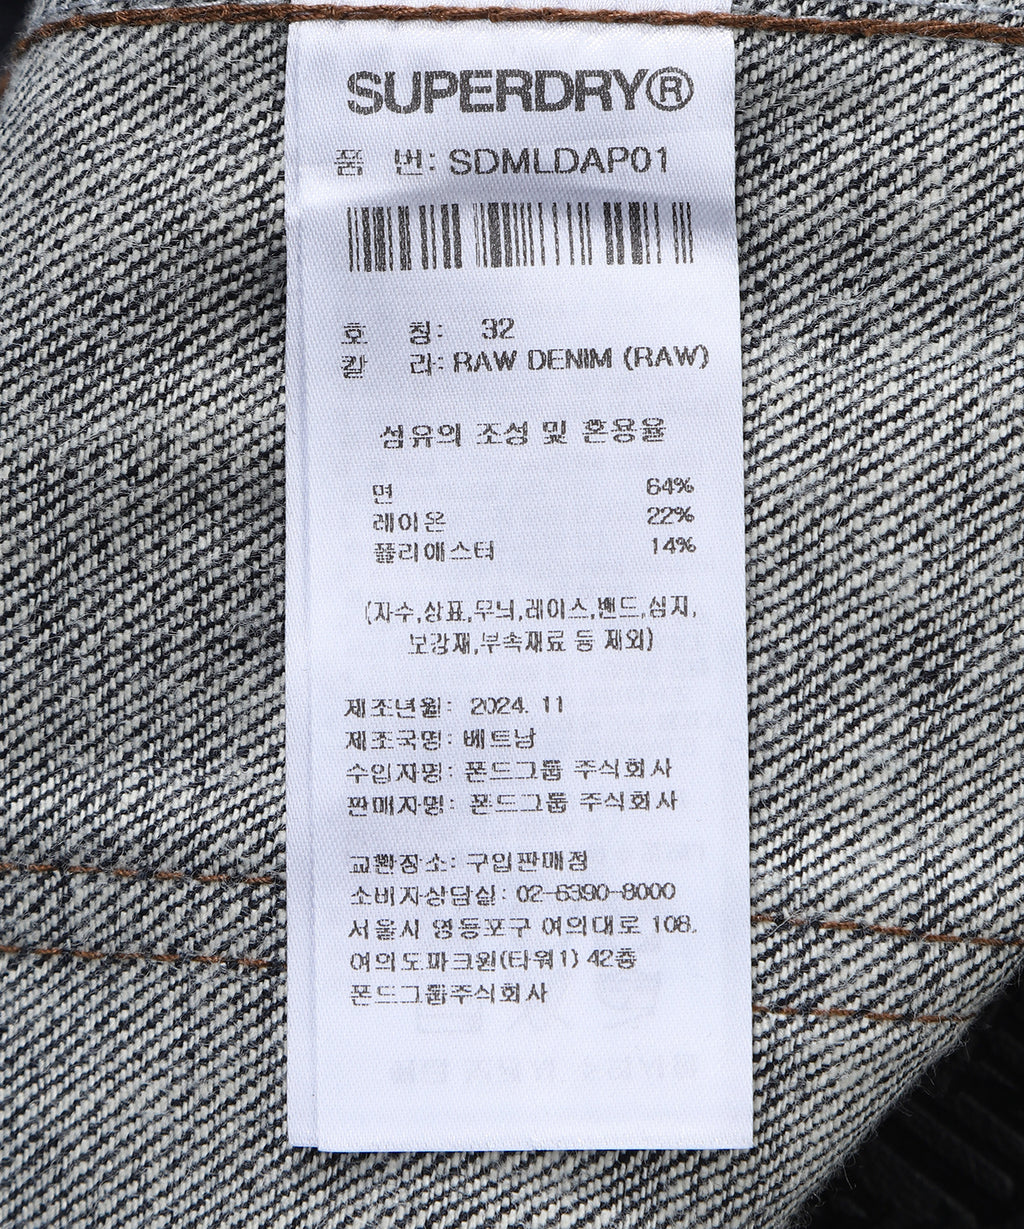 SUPERDRY®
품 번: SDMLDAP01
호 칭: 32
칼 라: RAW DENIM (RAW)
섬유의 조성 및 혼용율
면 64%
레이온 22%
폴리에스터 14%
(자수,상표,무늬,레이스,밴드,심지,
보강재,부속재료 등 제외)
제조년월: 2024. 11
제조국명: 베트남
수입자명: 폰드그룹 주식회사
판매자명: 폰드그룹 주식회사
교환장소: 구입판매점
소비자상담실: 02-6390-8000
서울시 영등포구 여의대로 108,
여의도파크원(타워1) 42층
폰드그룹주식회사